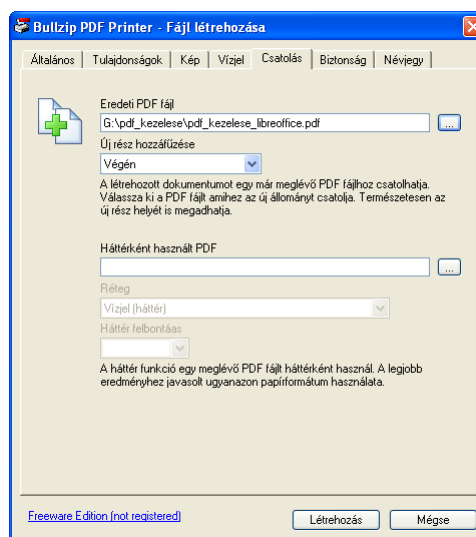 Bullzip PDF Printer - Fájl létrehozása
Általános Tulajdonságok Kép Vízjel Csatolás Biztonság Névjegy
Eredeti PDF fájl
G:\pdf_kezelese\pdf_kezelese_libreoffice.pdf ...
Új rész hozzáfűzése
Végén
A létrehozott dokumentumot egy már meglévő PDF fájlhoz csatolhatja.
Válassza ki a PDF fájlt amihez az új állományt csatolja. Természetesen az
új rész helyét is megadhatja.
Háttérként használt PDF
...
Réteg
Vízjel (háttér)
Háttér felbontáas
A háttér funkció egy meglévő PDF fájlt háttérként használ. A legjobb
eredményhez javasolt ugyanazon papírformátum használata.
Freeware Edition (not registered) Létrehozás Mégse